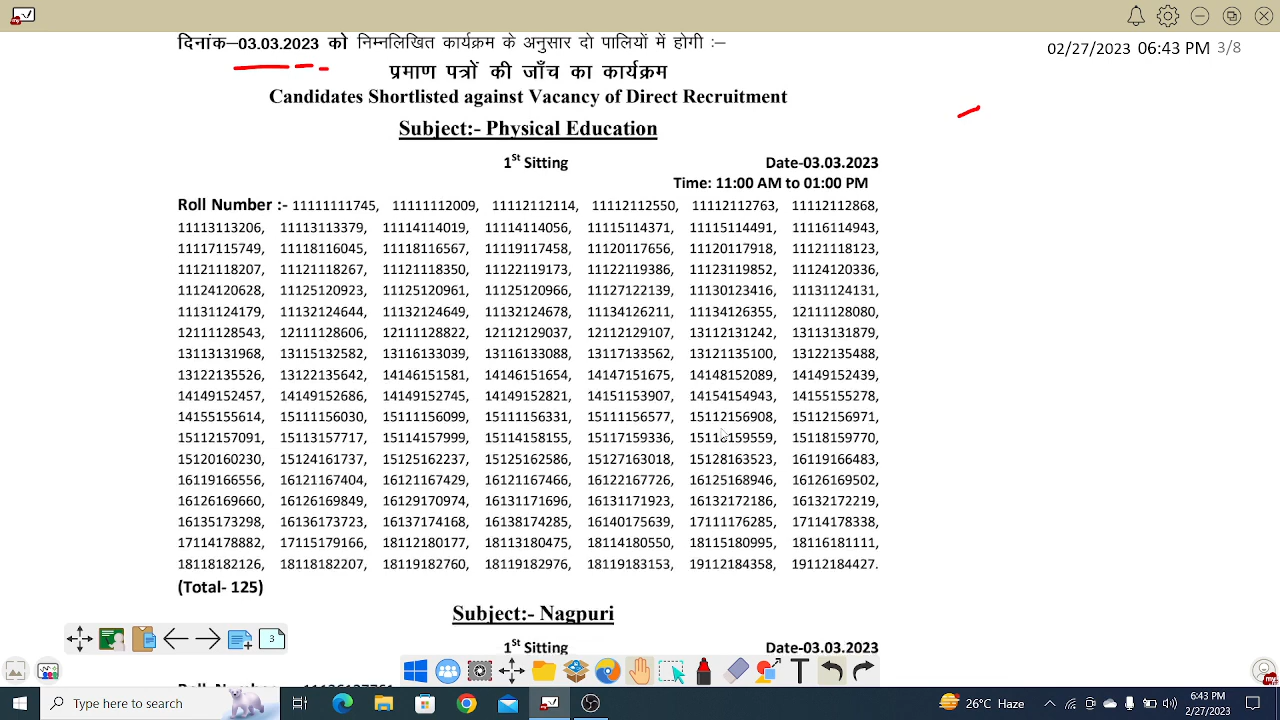 दिनांक–03.03.2023 को निम्नलिखित कार्यक्रम के अनुसार दो पालियों में होगी :–
02/27/2023 06:43 PM 3/8
प्रमाण पत्रों की जाँच का कार्यक्रम
Candidates Shortlisted against Vacancy of Direct Recruitment
Subject:- Physical Education
1St Sitting Date-03.03.2023
Time: 11:00 AM to 01:00 PM
Roll Number :- 11111111745, 11111112009, 11112112114, 11112112550, 11112112763, 11112112868,
11113113206, 11113113379, 11114114019, 11114114056, 11115114371, 11115114491, 11116114943,
11117115749, 11118116045, 11118116567, 11119117458, 11120117656, 11120117918, 11121118123,
11121118207, 11121118267, 11121118350, 11122119173, 11122119386, 11123119852, 11124120336,
11124120628, 11125120923, 11125120961, 11125120966, 11127122139, 11130123416, 11131124131,
11131124179, 11132124644, 11132124649, 11132124678, 11134126211, 11134126355, 12111128080,
12111128543, 12111128606, 12111128822, 12112129037, 12112129107, 13112131242, 13113131879,
13113131968, 13115132582, 13116133039, 13116133088, 13117133562, 13121135100, 13122135488,
13122135526, 13122135642, 14146151581, 14146151654, 14147151675, 14148152089, 14149152439,
14149152457, 14149152686, 14149152745, 14149152821, 14151153907, 14154154943, 14155155278,
14155155614, 15111156030, 15111156099, 15111156331, 15111156577, 15112156908, 15112156971,
15112157091, 15113157717, 15114157999, 15114158155, 15117159336, 15118159559, 15118159770,
15120160230, 15124161737, 15125162237, 15125162586, 15127163018, 15128163523, 16119166483,
16119166556, 16121167404, 16121167429, 16121167466, 16122167726, 16125168946, 16126169502,
16126169660, 16126169849, 16129170974, 16131171696, 16131171923, 16132172186, 16132172219,
16135173298, 16136173723, 16137174168, 16138174285, 16140175639, 17111176285, 17114178338,
17114178882, 17115179166, 18112180177, 18113180475, 18114180550, 18115180995, 18116181111,
18118182126, 18118182207, 18119182760, 18119182976, 18119183153, 19112184358, 19112184427.
(Total- 125)
Subject:- Nagpuri
1St Sitting Date-03.03.2023
3
T
Type here to search
26°C Haze
6:43 PM
2/27/2023